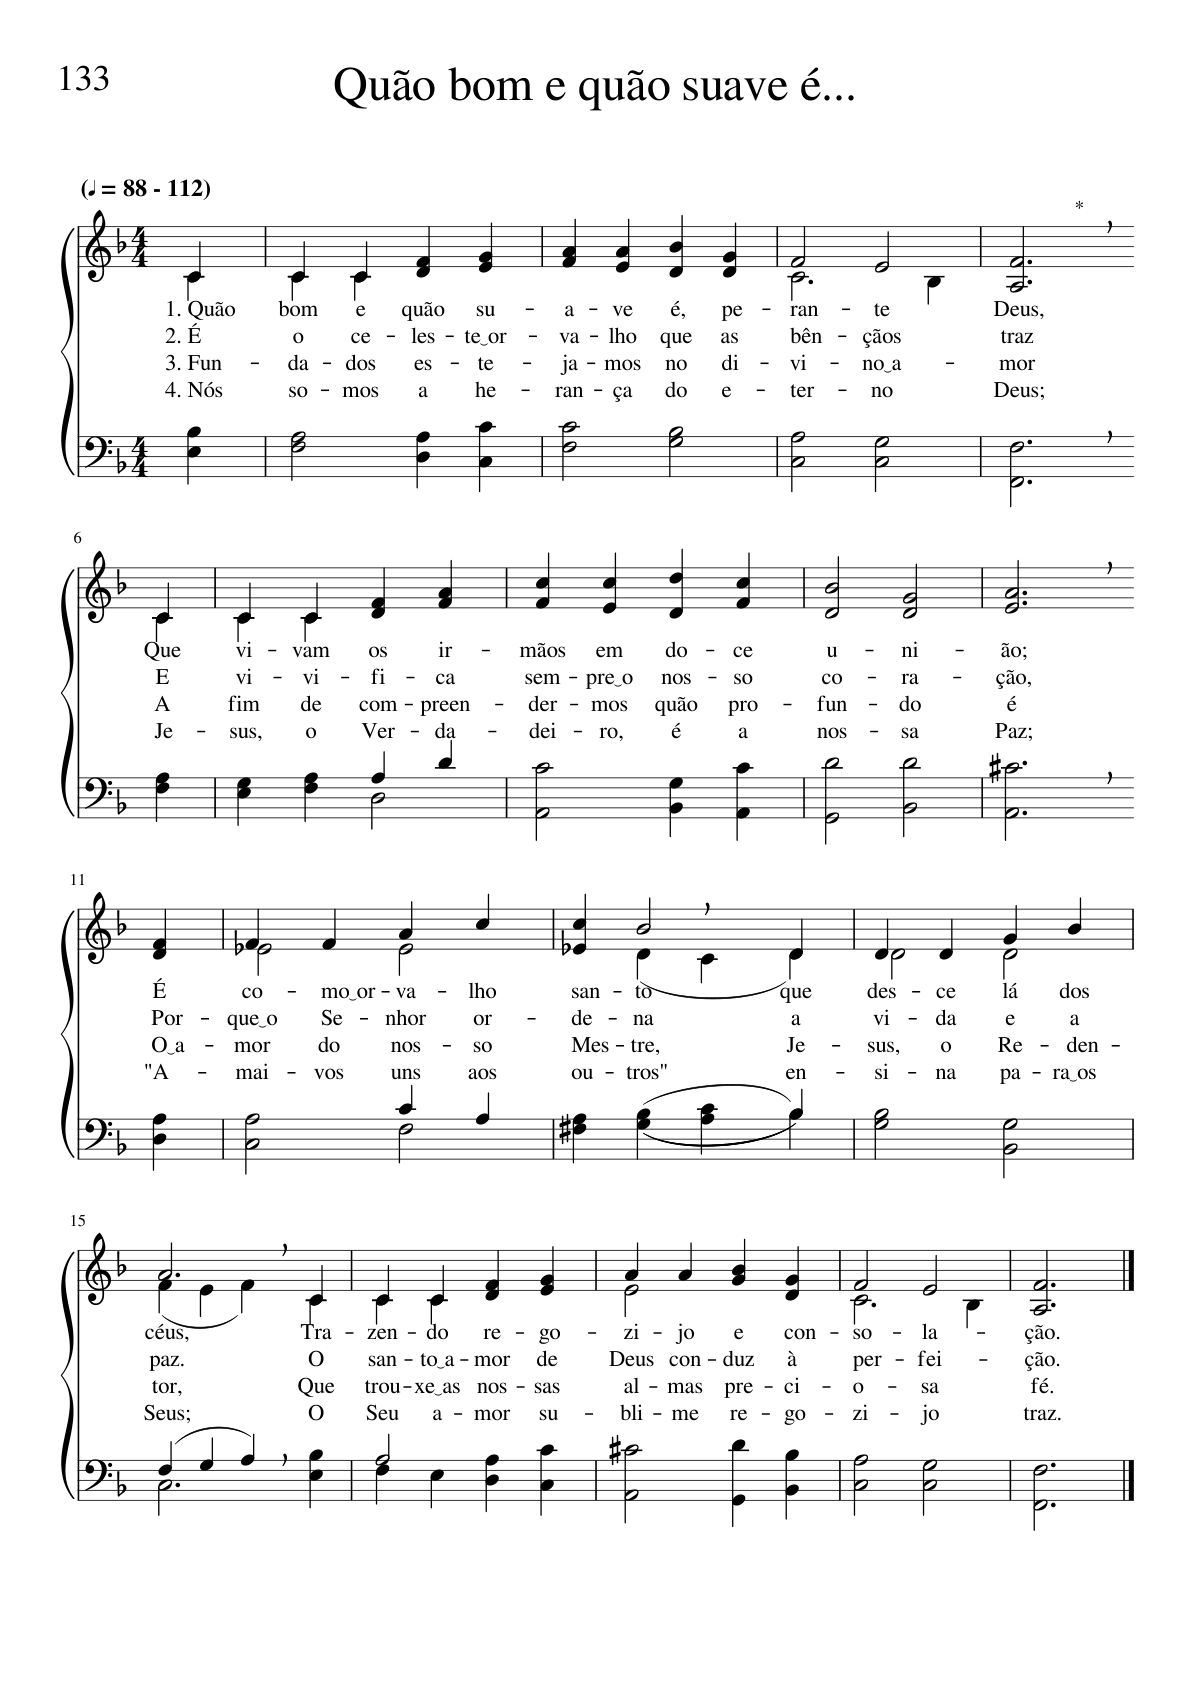 133
Quão bom e quão suave é...
(♩ = 88 - 112)
*
1. Quão bom e quão su - a - ve é, pe - ran - te Deus,
2. É o ce - les - te‿or - va - lho que as bên - çãos traz
3. Fun - da - dos es - te - ja - mos no di - vi - no‿a - mor
4. Nós so - mos a he - ran - ça do e - ter - no Deus;
6
Que vi - vam os ir - mãos em do - ce u - ni - ão;
E vi - vi - fi - ca sem - pre‿o nos - so co - ra - ção,
A fim de com - preen - der - mos quão pro - fun - do é
Je - sus, o Ver - da - dei - ro, é a nos - sa Paz;
11
É co - mo‿or - va - lho san - to que des - ce lá dos
Por - que‿o Se - nhor or - de - na a vi - da e a
O‿a - mor do nos - so Mes - tre, Je - sus, o Re - den -
"A - mai - vos uns aos ou - tros" en - si - na pa - ra‿os
15
céus, Tra - zen - do re - go - zi - jo e con - so - la - ção.
paz. O san - to‿a - mor de Deus con - duz à per - fei - ção.
tor, Que trou - xe‿as nos - sas al - mas pre - ci - o - sa fé.
Seus; O Seu a - mor su - bli - me re - go - zi - jo traz.